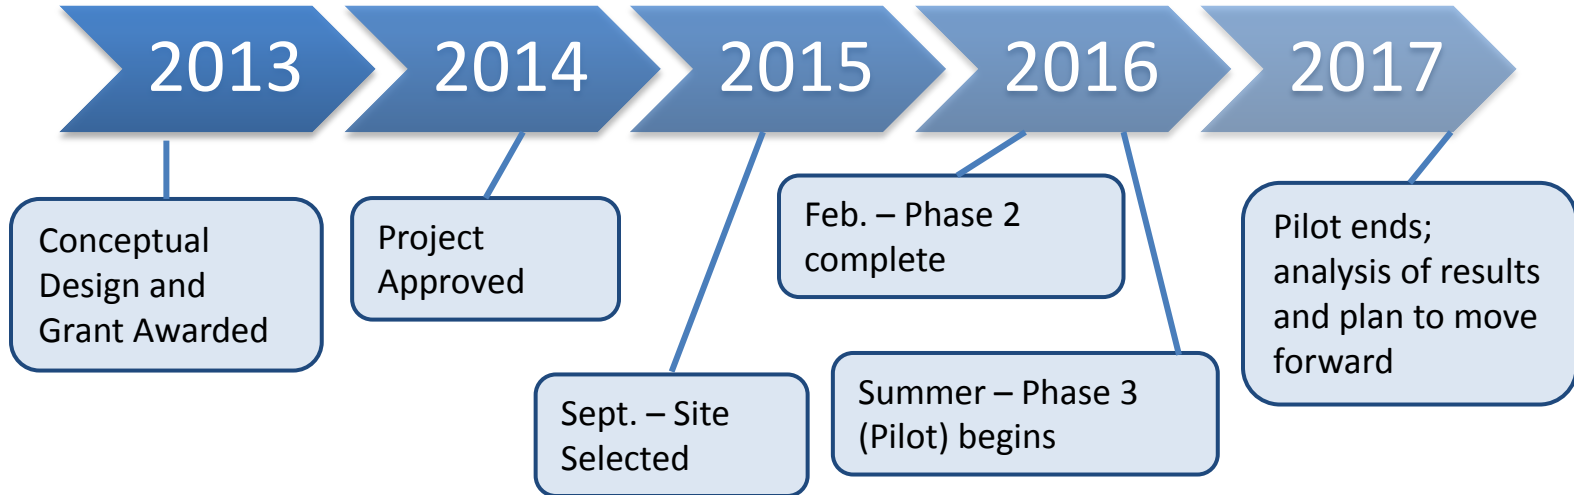 2013
2014
2015
2016
2017
Conceptual
Design and
Grant Awarded
Project
Approved
Sept. – Site
Selected
Feb. – Phase 2
complete
Summer – Phase 3
(Pilot) begins
Pilot ends;
analysis of results
and plan to move
forward